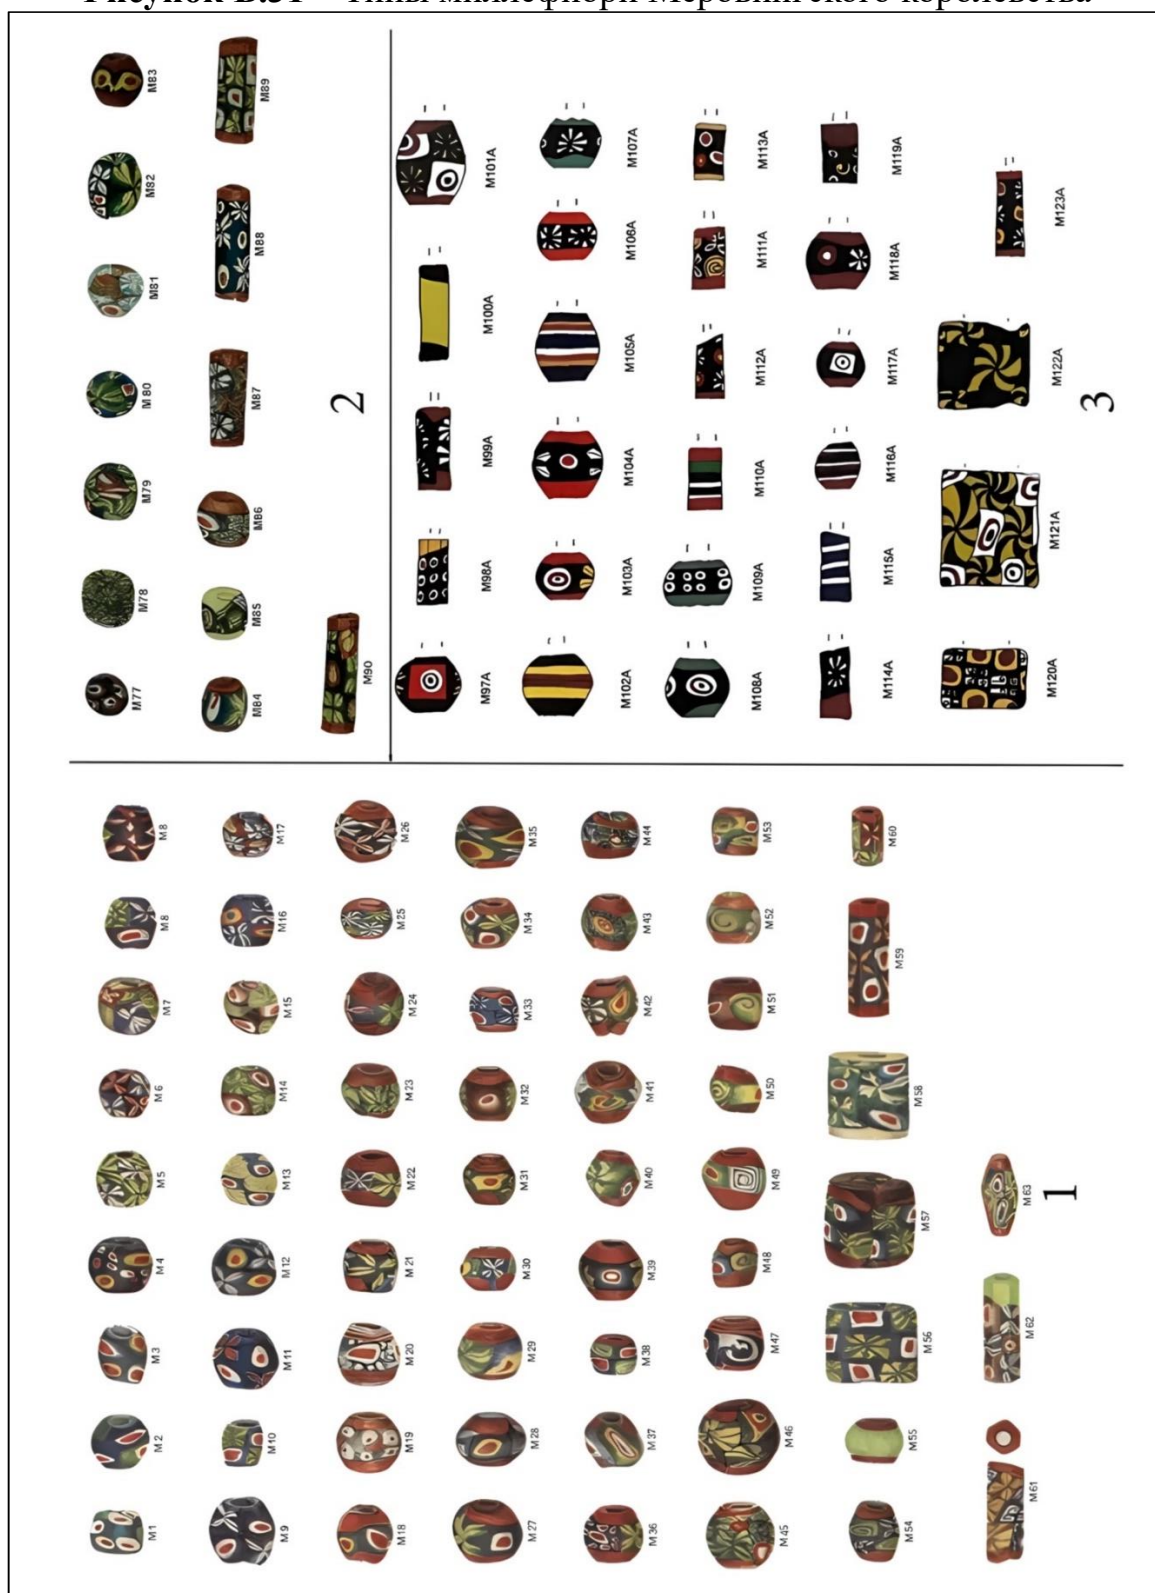 Рисунок В.31 – Типы миллефиори Меровингского королевства
M1 M2 M3 M4 M5 M6 M7 M8 M8
M9 M10 M11 M12 M13 M14 M15 M16 M17
M18 M19 M20 M21 M22 M23 M24 M25 M26
M27 M28 M29 M30 M31 M32 M33 M34 M35
M36 M37 M38 M39 M40 M41 M42 M43 M44
M45 M46 M47 M48 M49 M50 M51 M52 M53
M54 M55 M56 M57 M58 M59 M60
M61 M62 M63
1
M77 M78 M79 M80 M81 M82 M83
M84 M85 M86 M87 M88 M89
M90
2
M97A M98A M99A M100A M101A
M102A M103A M104A M105A M106A M107A
M108A M109A M110A M112A M111A M113A
M114A M115A M116A M117A M118A M119A
M120A M121A M122A M123A
3